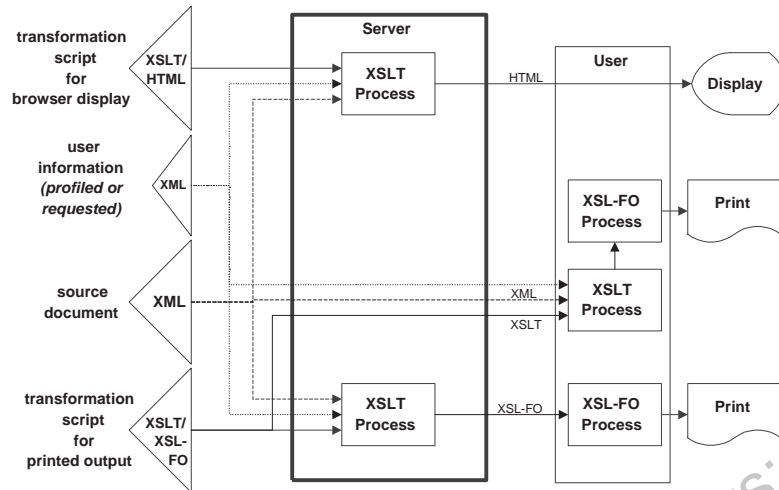 transformation
script
for
browser display
XSLT/
HTML
Server
XSLT
Process
HTML
User
Display
user
information
(profiled or
requested)
XML
XSL-FO
Process
Print
source
document
XML
XML
XSLT
XSLT
Process
transformation
script
for
printed output
XSLT/
XSL-
FO
XSLT
Process
XSL-FO
XSL-FO
Process
Print